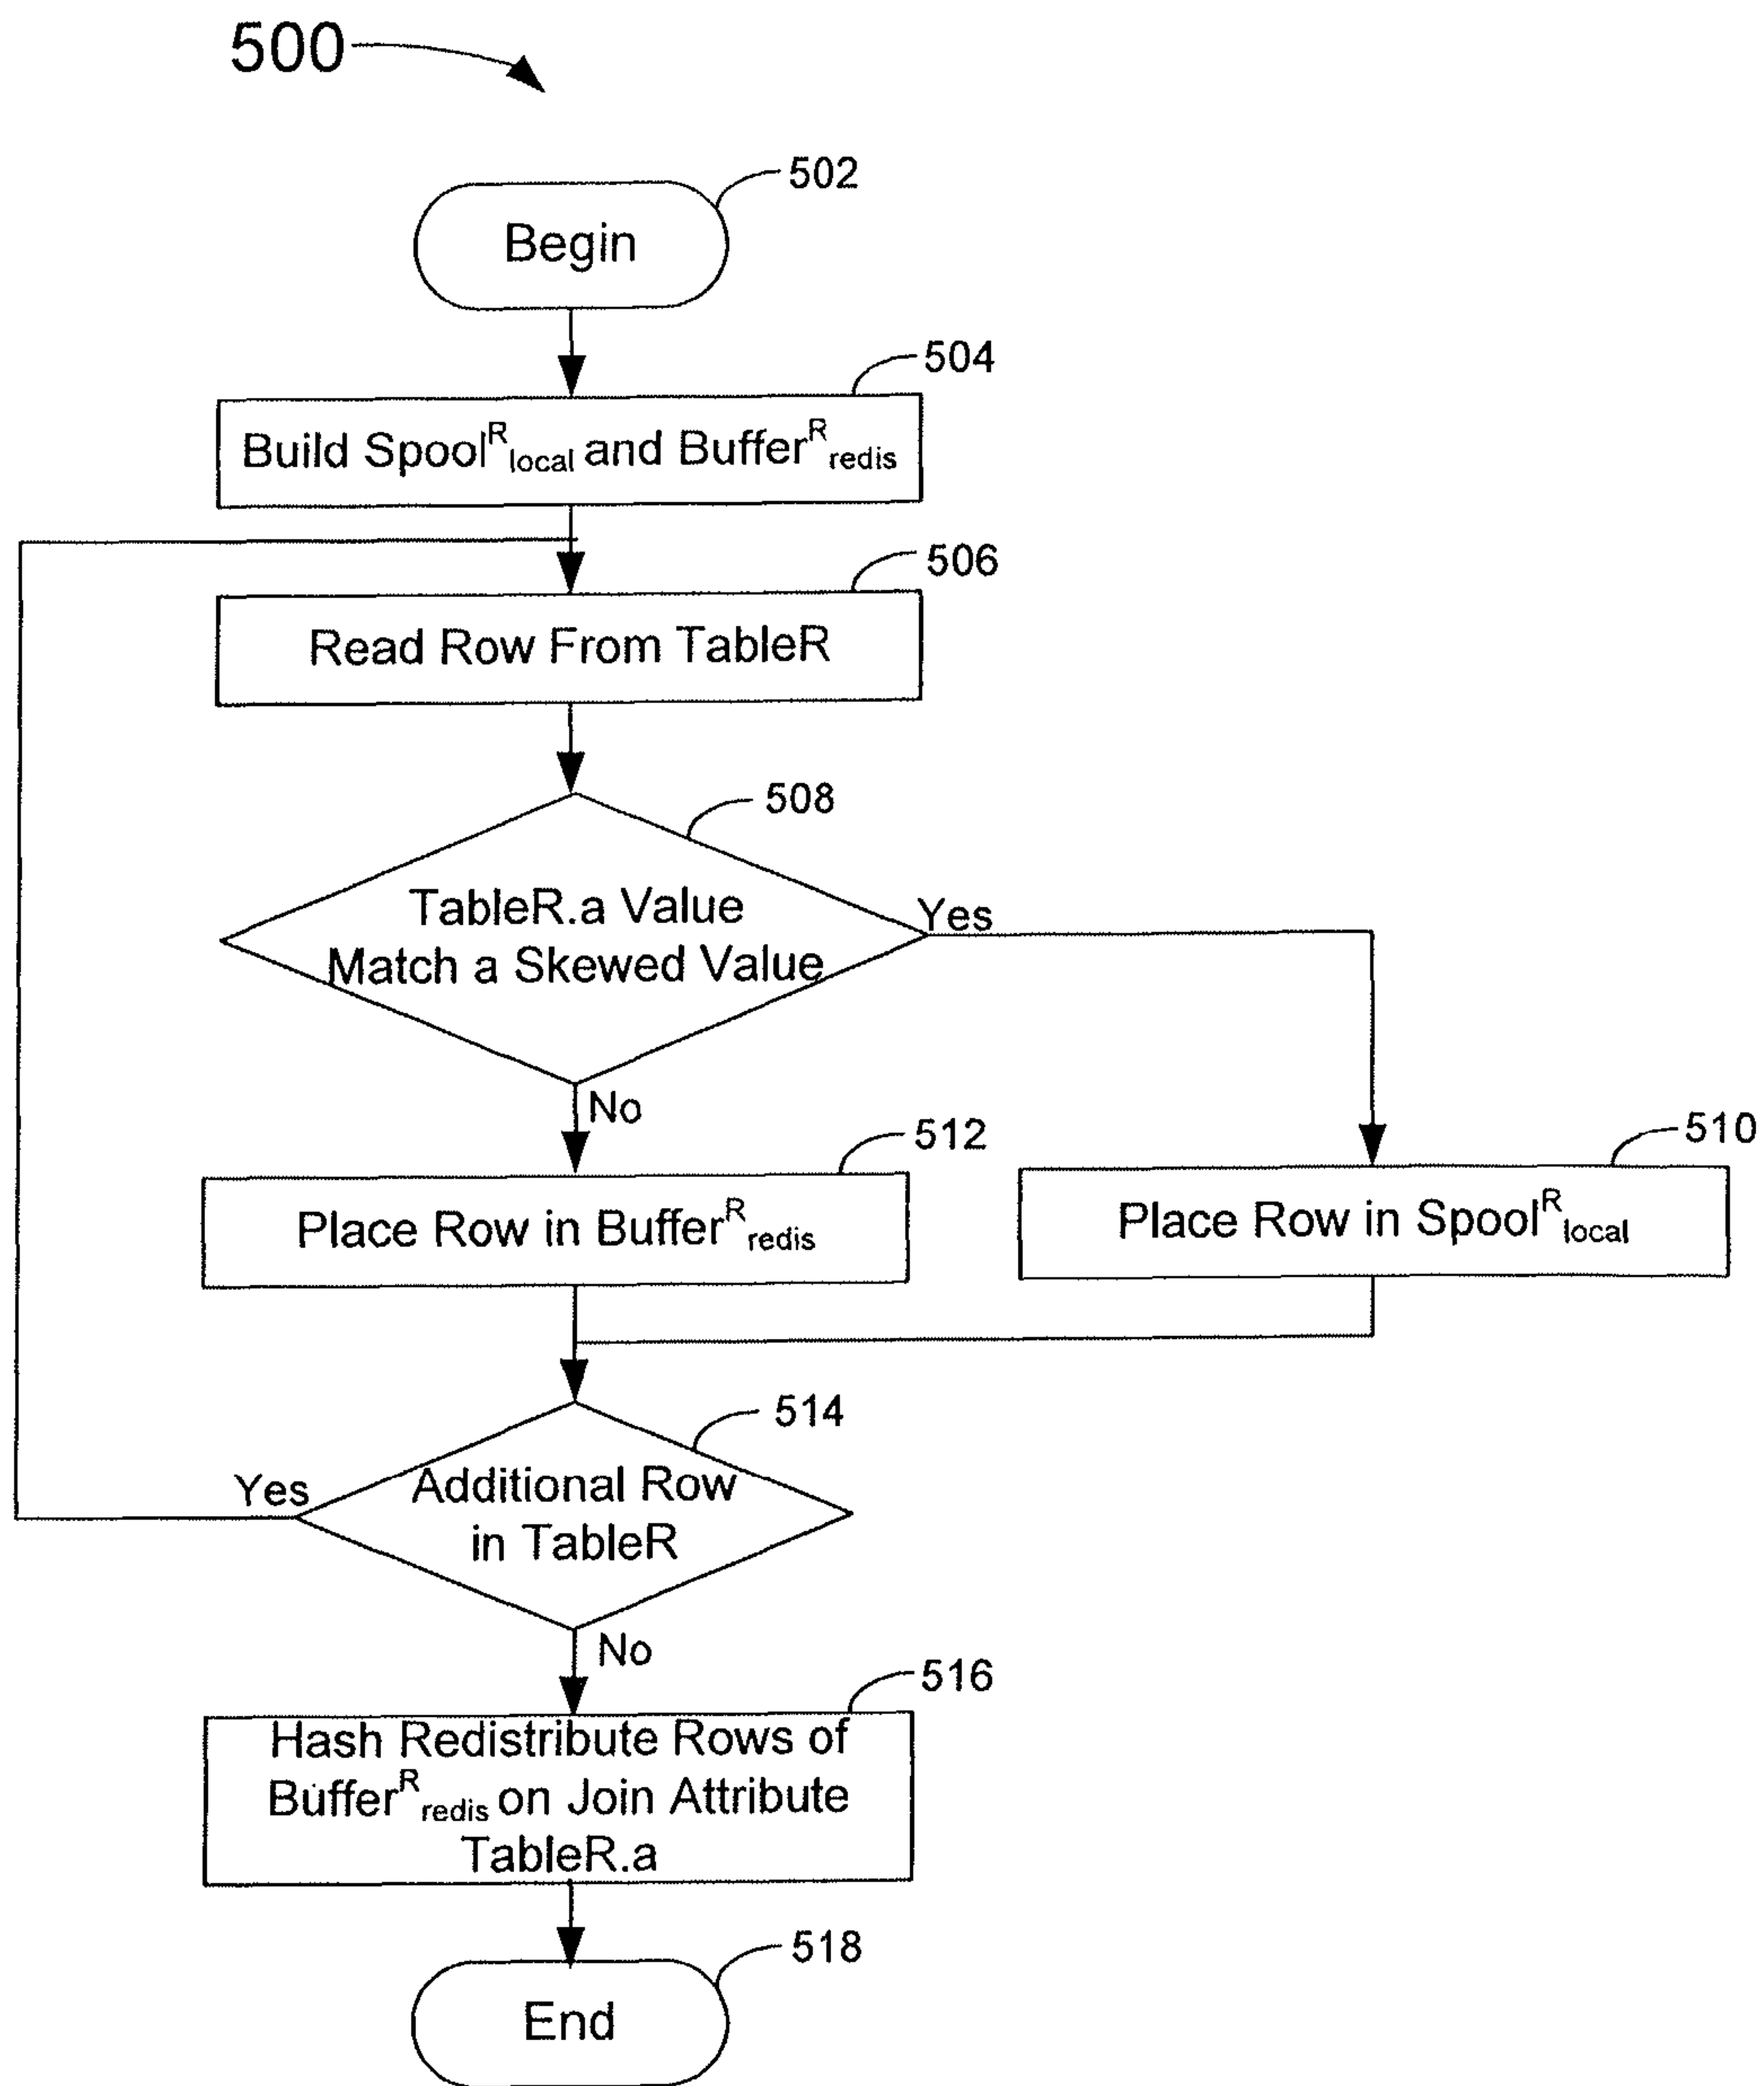 500
502
Begin
504
Build Spool^R_local and Buffer^R_redis
506
Read Row From TableR
508
TableR.a Value
Match a Skewed Value
Yes
No
512
Place Row in Buffer^R_redis
510
Place Row in Spool^R_local
514
Additional Row
in TableR
Yes
No
516
Hash Redistribute Rows of
Buffer^R_redis on Join Attribute
TableR.a
518
End